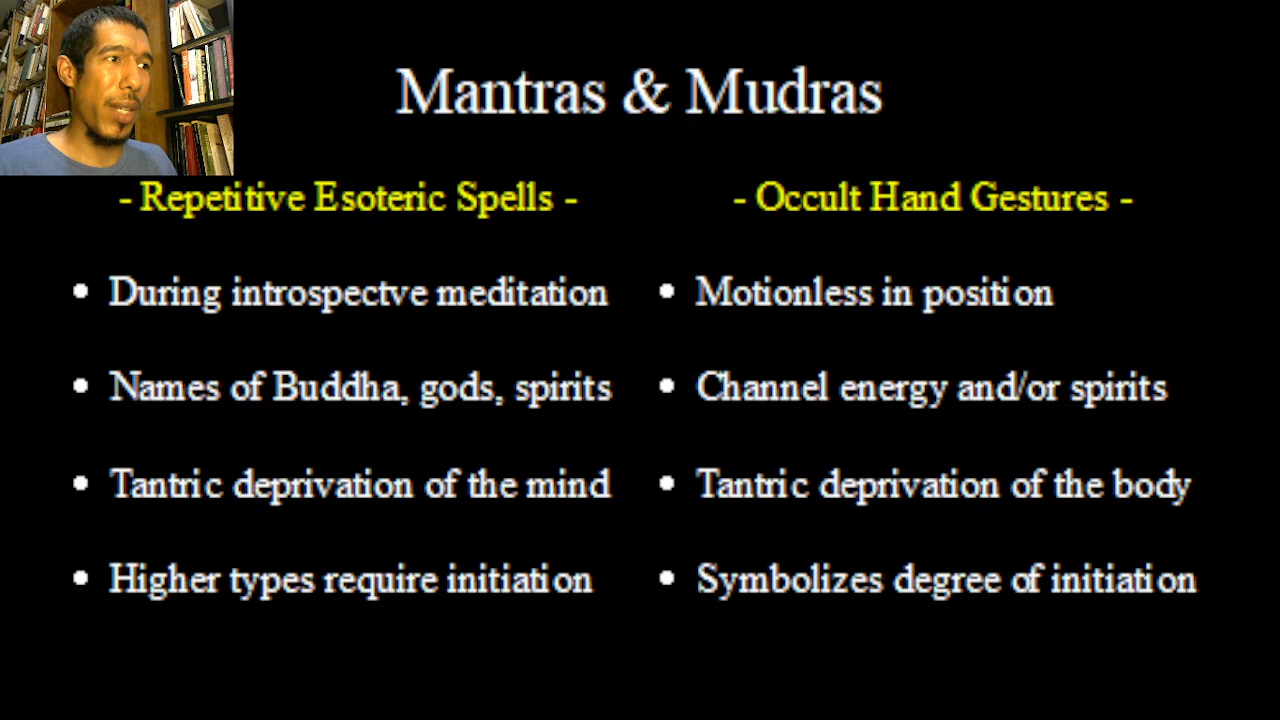 Mantras & Mudras
- Repetitive Esoteric Spells -
• During introspectve meditation
• Names of Buddha, gods, spirits
• Tantric deprivation of the mind
• Higher types require initiation
- Occult Hand Gestures -
• Motionless in position
• Channel energy and/or spirits
• Tantric deprivation of the body
• Symbolizes degree of initiation